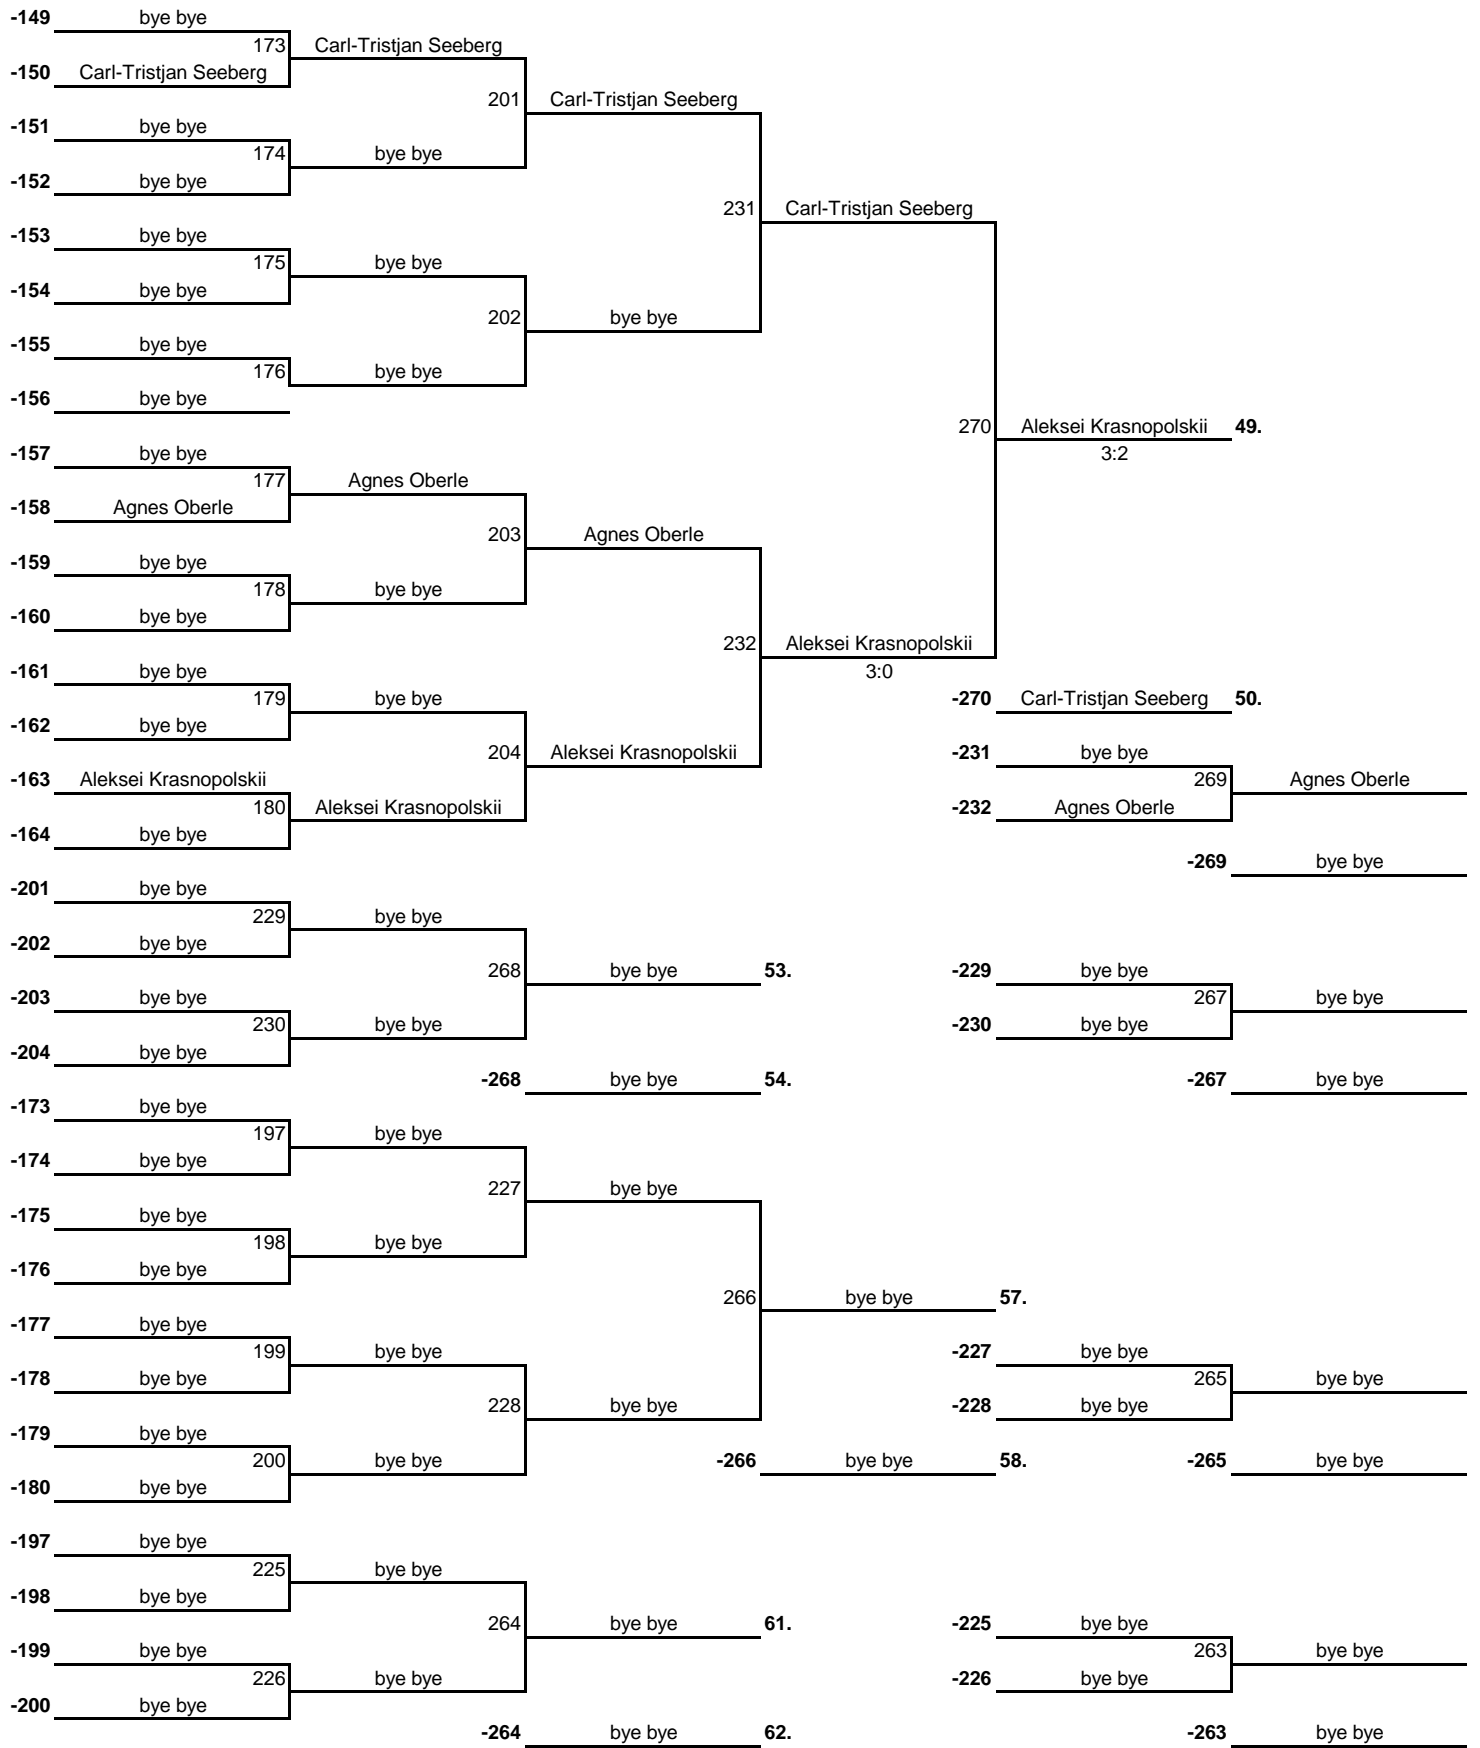 -149 bye bye
173 Carl-Tristjan Seeberg
-150 Carl-Tristjan Seeberg
201 Carl-Tristjan Seeberg
-151 bye bye
174 bye bye
-152 bye bye
231 Carl-Tristjan Seeberg
-153 bye bye
175 bye bye
-154 bye bye
202 bye bye
-155 bye bye
176 bye bye
-156 bye bye
270 Aleksei Krasnopolskii 49.
-157 bye bye 3:2
177 Agnes Oberle
-158 Agnes Oberle
203 Agnes Oberle
-159 bye bye
178 bye bye
-160 bye bye
232 Aleksei Krasnopolskii
-161 bye bye 3:0
179 bye bye -270 Carl-Tristjan Seeberg 50.
-162 bye bye
204 Aleksei Krasnopolskii -231 bye bye
-163 Aleksei Krasnopolskii 269 Agnes Oberle
180 Aleksei Krasnopolskii -232 Agnes Oberle
-164 bye bye
-269 bye bye
-201 bye bye
229 bye bye
-202 bye bye
268 bye bye 53. -229 bye bye
-203 bye bye 267 bye bye
230 bye bye -230 bye bye
-204 bye bye
-268 bye bye 54. -267 bye bye
-173 bye bye
197 bye bye
-174 bye bye
227 bye bye
-175 bye bye
198 bye bye
-176 bye bye
266 bye bye 57.
-177 bye bye
199 bye bye -227 bye bye
-178 bye bye 265 bye bye
228 bye bye -228 bye bye
-179 bye bye
200 bye bye -266 bye bye 58. -265 bye bye
-180 bye bye
-197 bye bye
225 bye bye
-198 bye bye
264 bye bye 61. -225 bye bye
-199 bye bye 263 bye bye
226 bye bye -226 bye bye
-200 bye bye
-264 bye bye 62. -263 bye bye